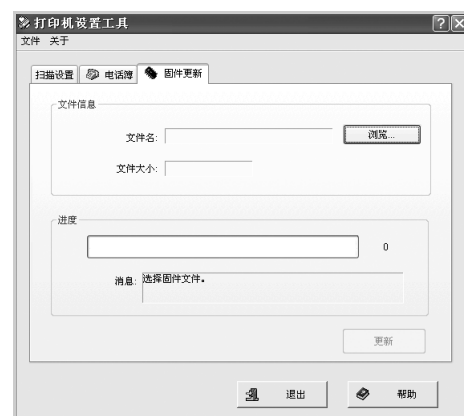 打印机设置工具
文件 关于
扫描设置 电话簿 固件更新
文件信息
文件名: 浏览...
文件大小:
进度
0
消息: 选择固件文件。
更新
退出 帮助